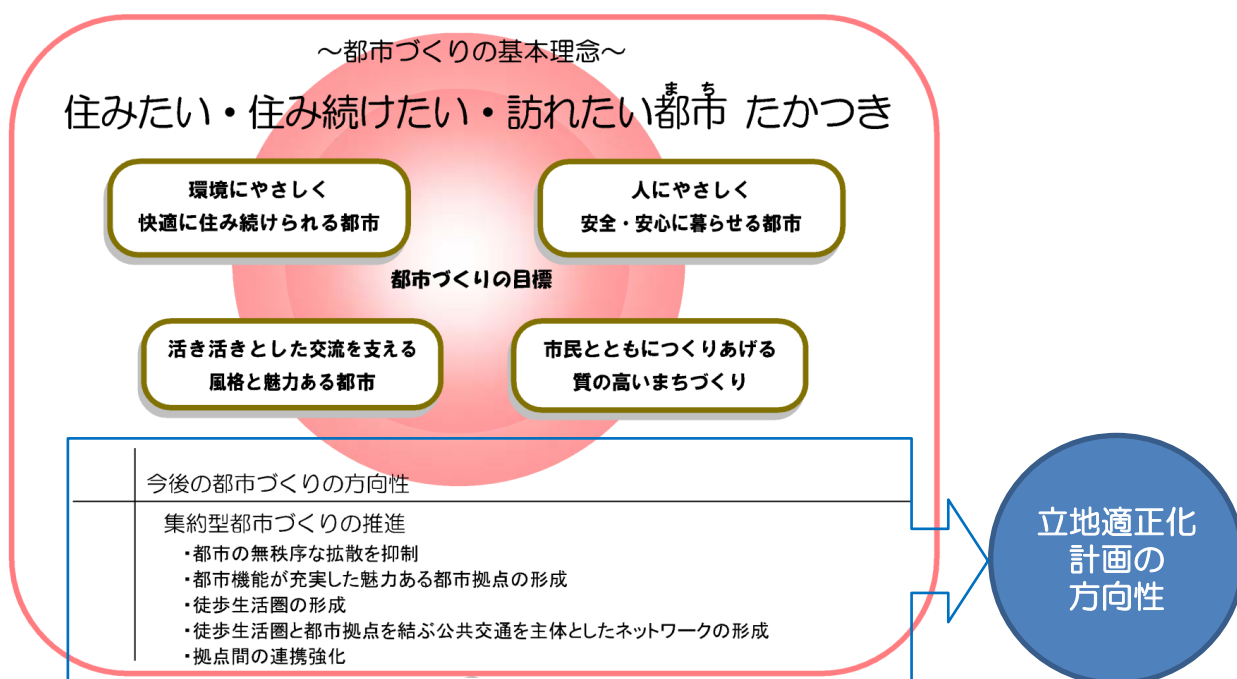 ～都市づくりの基本理念～
まち
住みたい・住み続けたい・訪れたい都市 たかつき
環境にやさしく
快適に住み続けられる都市
人にやさしく
安全・安心に暮らせる都市
都市づくりの目標
活き活きとした交流を支える
風格と魅力ある都市
市民とともにつくりあげる
質の高いまちづくり
今後の都市づくりの方向性
集約型都市づくりの推進
・都市の無秩序な拡散を抑制
・都市機能が充実した魅力ある都市拠点の形成
・徒歩生活圏の形成
・徒歩生活圏と都市拠点を結ぶ公共交通を主体としたネットワークの形成
・拠点間の連携強化
立地適正化
計画の
方向性